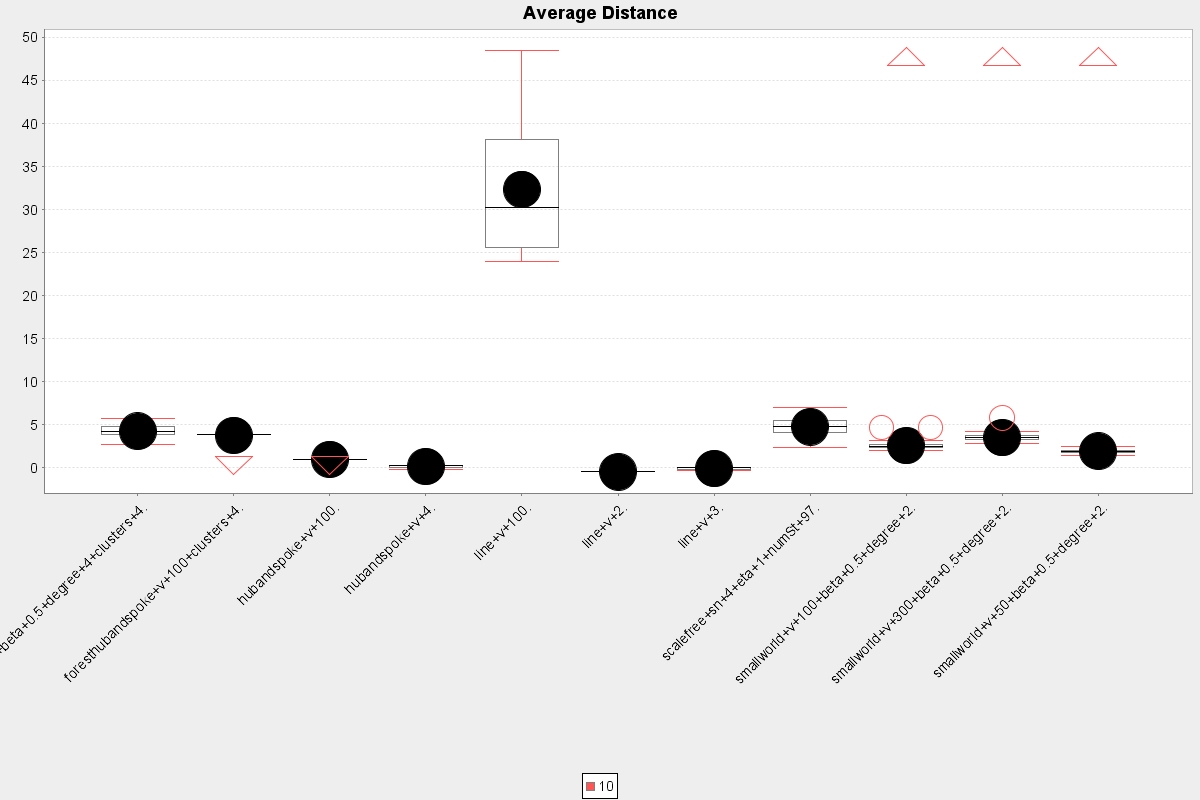 Average Distance
50
45
40
35
30
25
20
15
10
5
0
+beta+0.5+degree+4+clusters+4.
foresthubandspoke+v+100+clusters+4.
hubandspoke+v+100.
hubandspoke+v+4.
line+v+100.
line+v+2.
line+v+3.
scalefree+sn+4+eta+1+numSt+97.
smallworld+v+100+beta+0.5+degree+2.
smallworld+v+300+beta+0.5+degree+2.
smallworld+v+50+beta+0.5+degree+2.
10